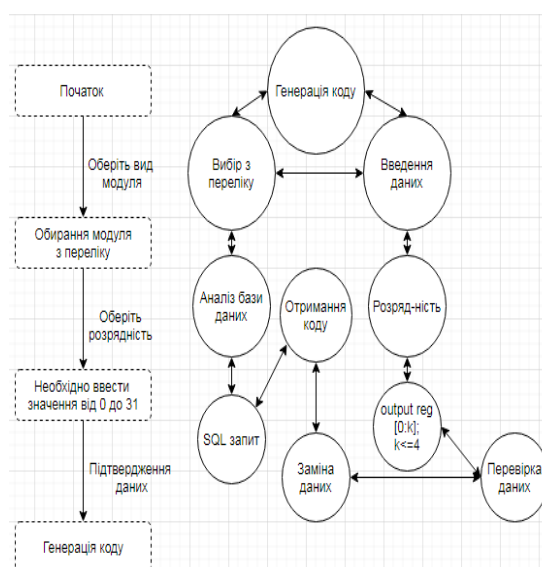 Початок
Оберіть вид
модуля
Обирання модуля
з переліку
Оберіть
розрядність
Необхідно ввести
значення від 0 до 31
Підтвердження
даних
Генерація коду
Генерація коду
Вибір з
переліку
Введення
даних
Аналіз бази
даних
Отримання
коду
Розряд-ність
SQL запит
output reg
[0:k];
k<=4
Заміна
даних
Перевірка
даних